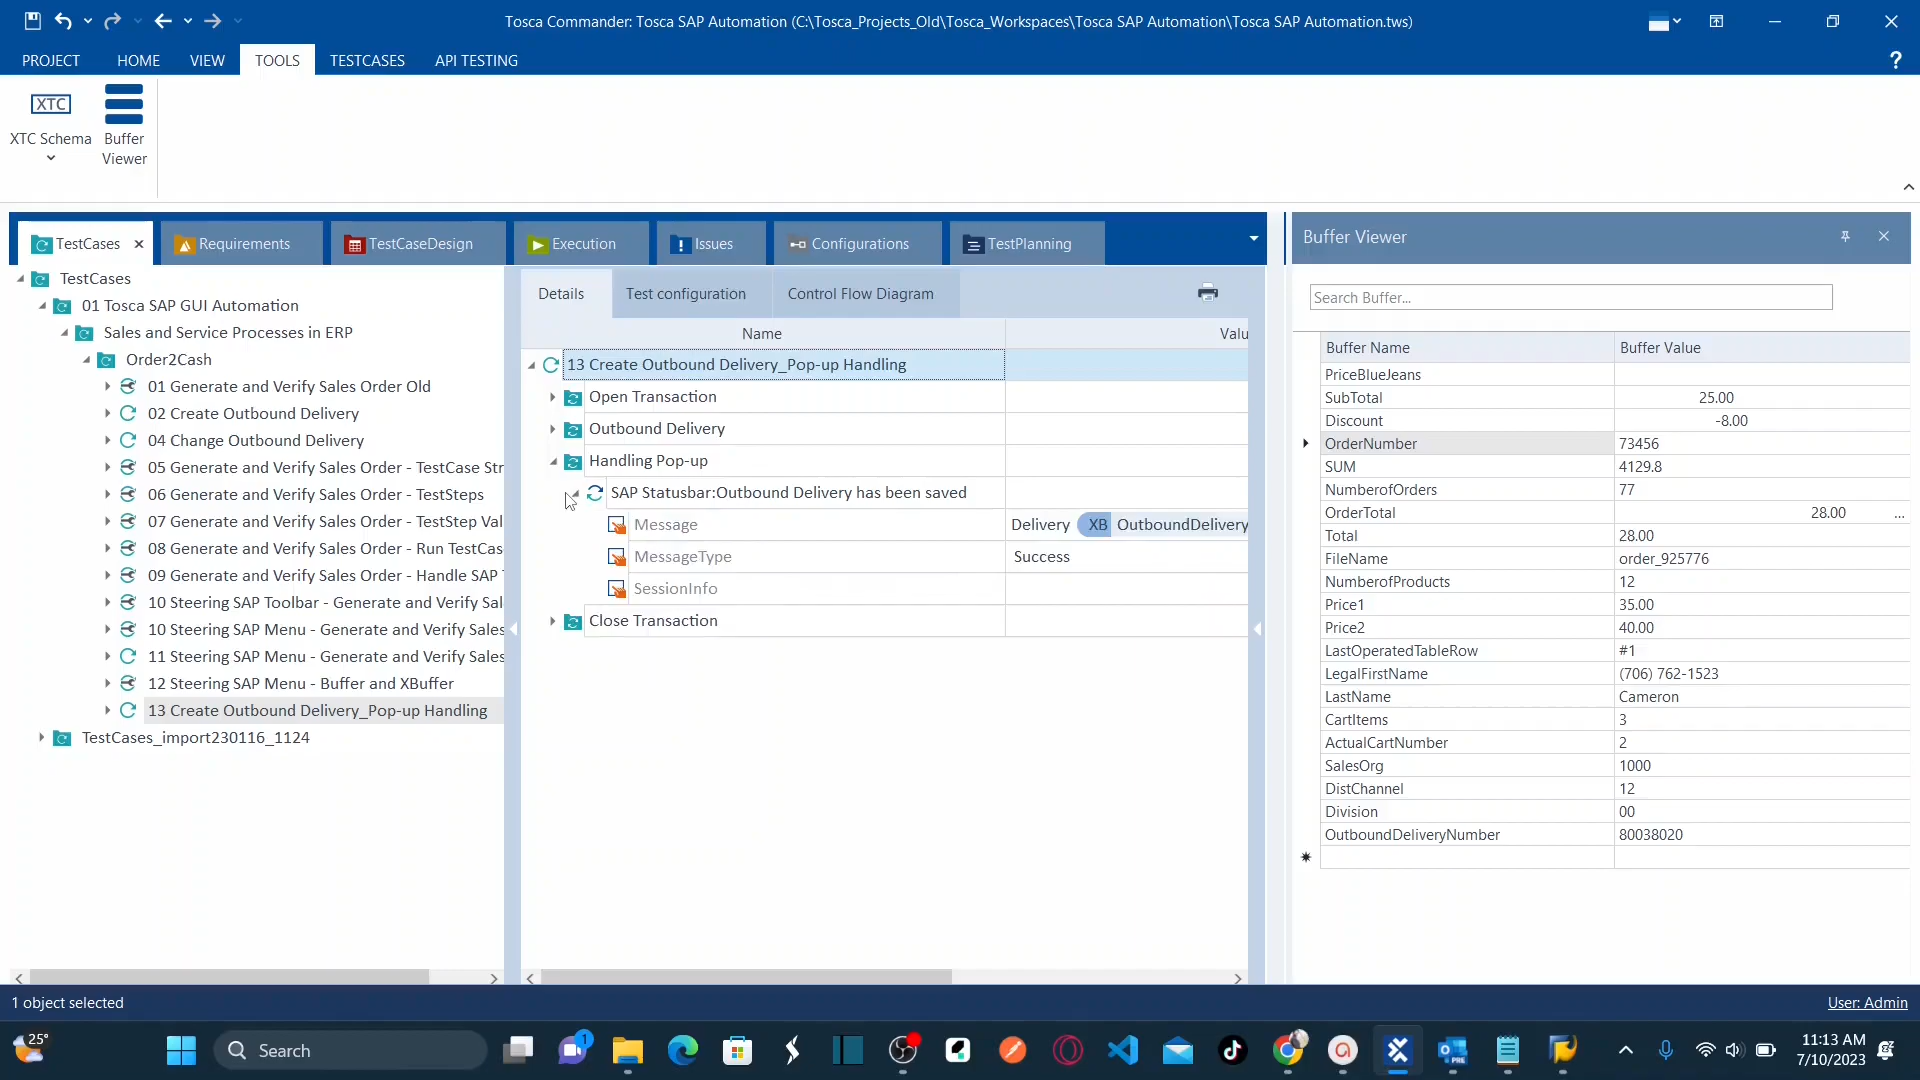 Tosca Commander: Tosca SAP Automation (C:\Tosca_Projects_Old\Tosca_Workspaces\Tosca SAP Automation\Tosca SAP Automation.tws)
PROJECT HOME VIEW TOOLS TESTCASES API TESTING ?
XTC
XTC Schema
Buffer Viewer
TestCases Requirements TestCaseDesign Execution Issues Configurations TestPlanning
TestCases
01 Tosca SAP GUI Automation
Sales and Service Processes in ERP
Order2Cash
01 Generate and Verify Sales Order Old
02 Create Outbound Delivery
04 Change Outbound Delivery
05 Generate and Verify Sales Order - TestCase Str
06 Generate and Verify Sales Order - TestSteps
07 Generate and Verify Sales Order - TestStep Val
08 Generate and Verify Sales Order - Run TestCas
09 Generate and Verify Sales Order - Handle SAP T
10 Steering SAP Toolbar - Generate and Verify Sal
10 Steering SAP Menu - Generate and Verify Sales
11 Steering SAP Menu - Generate and Verify Sales
12 Steering SAP Menu - Buffer and XBuffer
13 Create Outbound Delivery_Pop-up Handling
TestCases_import230116_1124
Details Test configuration Control Flow Diagram
Name Valu
13 Create Outbound Delivery_Pop-up Handling
Open Transaction
Outbound Delivery
Handling Pop-up
SAP Statusbar:Outbound Delivery has been saved
Message Delivery XB OutboundDelivery
MessageType Success
SessionInfo
Close Transaction
Buffer Viewer
Search Buffer...
Buffer Name Buffer Value
PriceBlueJeans
SubTotal 25.00
Discount -8.00
OrderNumber 73456
SUM 4129.8
NumberofOrders 77
OrderTotal 28.00 ...
Total 28.00
FileName order_925776
NumberofProducts 12
Price1 35.00
Price2 40.00
LastOperatedTableRow #1
LegalFirstName (706) 762-1523
LastName Cameron
CartItems 3
ActualCartNumber 2
SalesOrg 1000
DistChannel 12
Division 00
OutboundDeliveryNumber 80038020
1 object selected
User: Admin
25°
Search
1
PRE
11:13 AM
7/10/2023